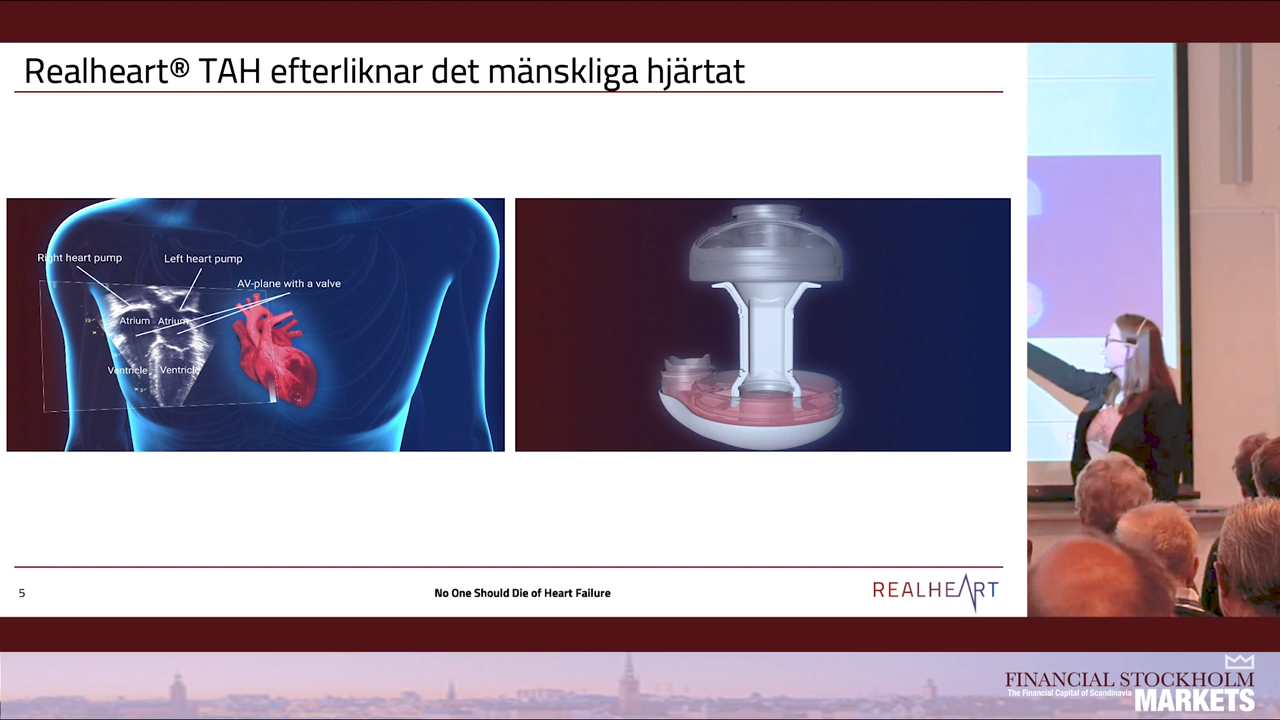 Realheart® TAH efterliknar det mänskliga hjärtat
Right heart pump
Left heart pump
AV-plane with a valve
Atrium
Atrium
Ventricle
Ventricle
5
No One Should Die of Heart Failure
REALHEART
FINANCIAL STOCKHOLM
The Financial Capital of Scandinavia
MARKETS